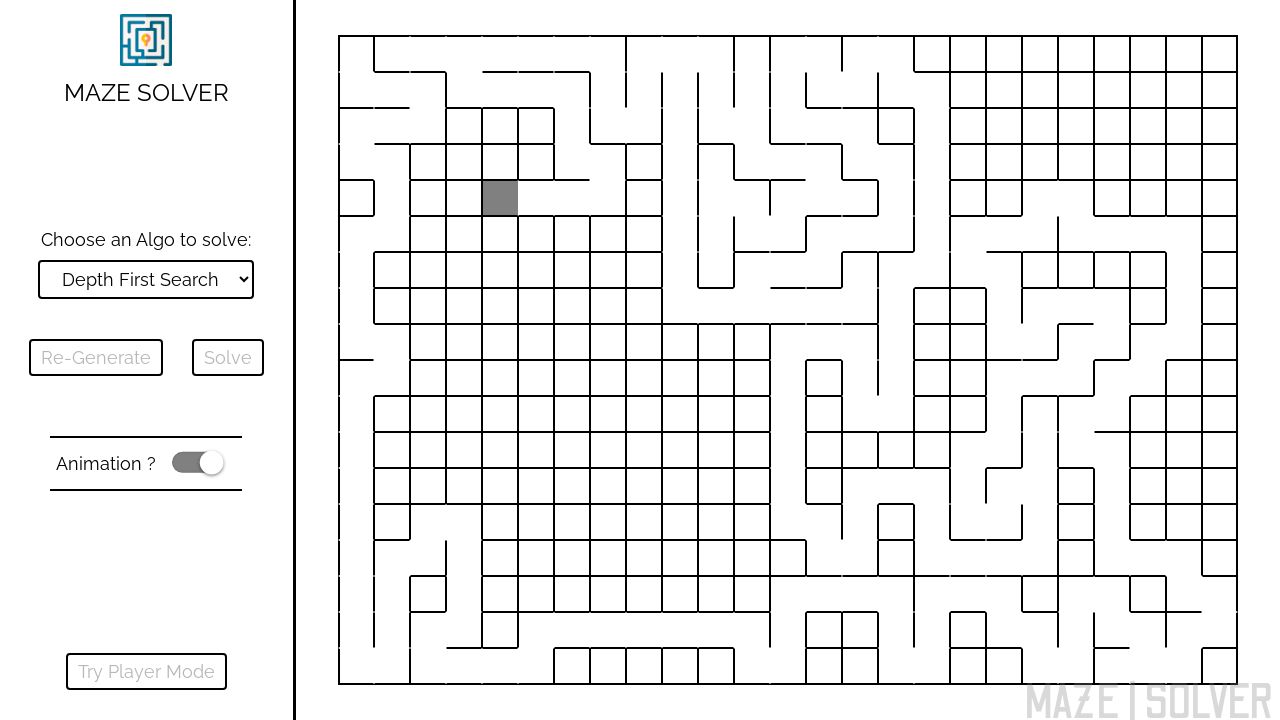 MAZE SOLVER
Choose an Algo to solve:
Depth First Search
Re-Generate
Solve
Animation ?
Try Player Mode
MAZE | SOLVER